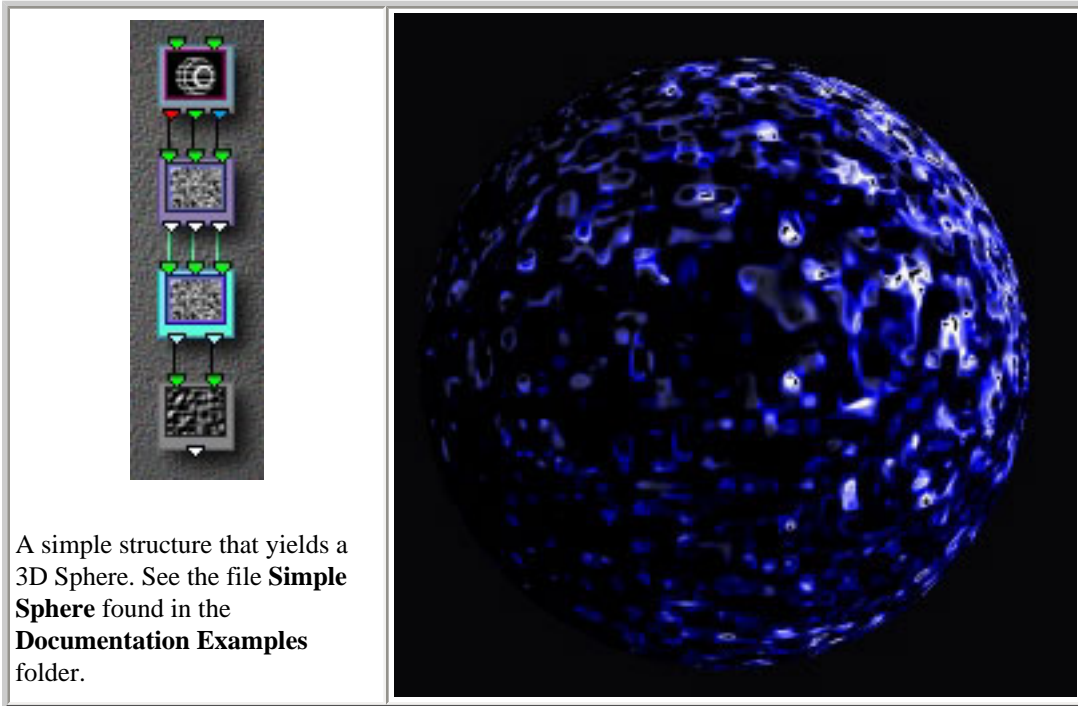 A simple structure that yields a
3D Sphere. See the file Simple
Sphere found in the
Documentation Examples
folder.